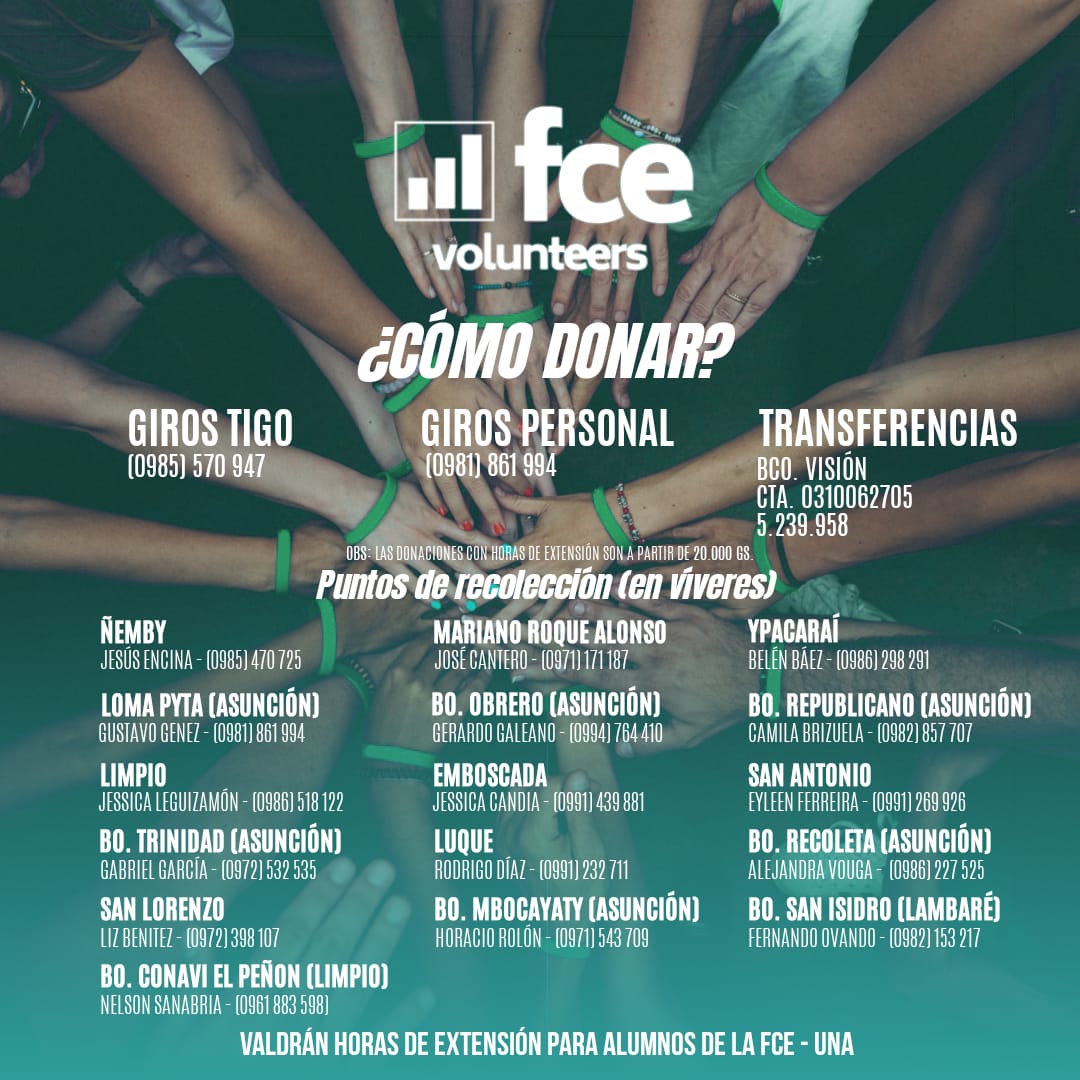 fce
volunteers
¿CÓMO DONAR?
GIROS TIGO
(0985) 570 947
GIROS PERSONAL
(0981) 861 994
TRANSFERENCIAS
BCO. VISIÓN
CTA. 0310062705
5.239.958
OBS: LAS DONACIONES CON HORAS DE EXTENSIÓN SON A PARTIR DE 20.000 GS.
Puntos de recolección (en víveres)
ÑEMBY
JESÚS ENCINA - (0985) 470 725
MARIANO ROQUE ALONSO
JOSÉ CANTERO - (0971) 171 187
YPACARAÍ
BELÉN BÁEZ - (0986) 298 291
LOMA PYTA (ASUNCIÓN)
GUSTAVO GENEZ - (0981) 861 994
BO. OBRERO (ASUNCIÓN)
GERARDO GALEANO - (0994) 764 410
BO. REPUBLICANO (ASUNCIÓN)
CAMILA BRIZUELA - (0982) 857 707
LIMPIO
JESSICA LEGUIZAMÓN - (0986) 518 122
EMBOSCADA
JESSICA CANDIA - (0991) 439 881
SAN ANTONIO
EYLEEN FERREIRA - (0991) 269 926
BO. TRINIDAD (ASUNCIÓN)
GABRIEL GARCÍA - (0972) 532 535
LUQUE
RODRIGO DÍAZ - (0991) 232 711
BO. RECOLETA (ASUNCIÓN)
ALEJANDRA VOUGA - (0986) 227 525
SAN LORENZO
LIZ BENITEZ - (0972) 398 107
BO. MBOCAYATY (ASUNCIÓN)
HORACIO ROLÓN - (0971) 543 709
BO. SAN ISIDRO (LAMBARÉ)
FERNANDO OVANDO - (0982) 153 217
BO. CONAVI EL PEÑON (LIMPIO)
NELSON SANABRIA - (0961 883 598)
VALDRÁN HORAS DE EXTENSIÓN PARA ALUMNOS DE LA FCE - UNA